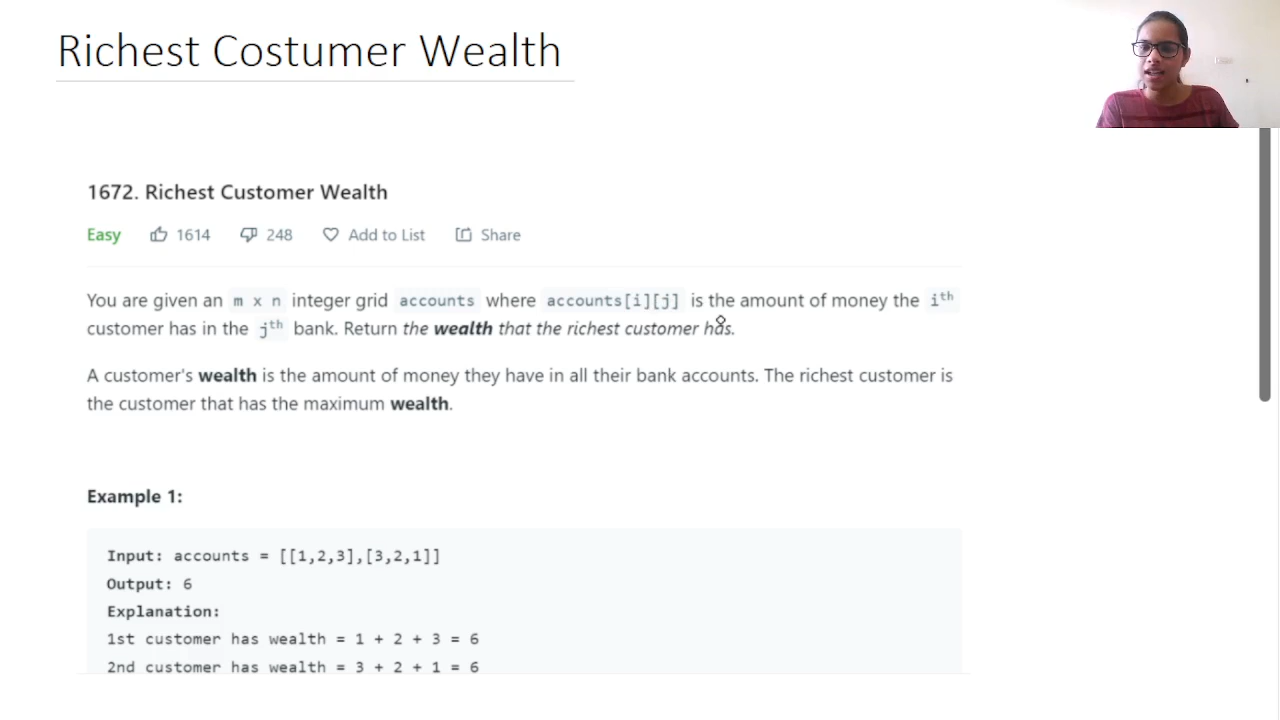 Richest Costumer Wealth
1672. Richest Customer Wealth
Easy 1614 248 Add to List Share
You are given an m x n integer grid accounts where accounts[i][j] is the amount of money the ith
customer has in the jth bank. Return the wealth that the richest customer has.
A customer's wealth is the amount of money they have in all their bank accounts. The richest customer is
the customer that has the maximum wealth.
Example 1:
Input: accounts = [[1,2,3],[3,2,1]]
Output: 6
Explanation:
1st customer has wealth = 1 + 2 + 3 = 6
2nd customer has wealth = 3 + 2 + 1 = 6